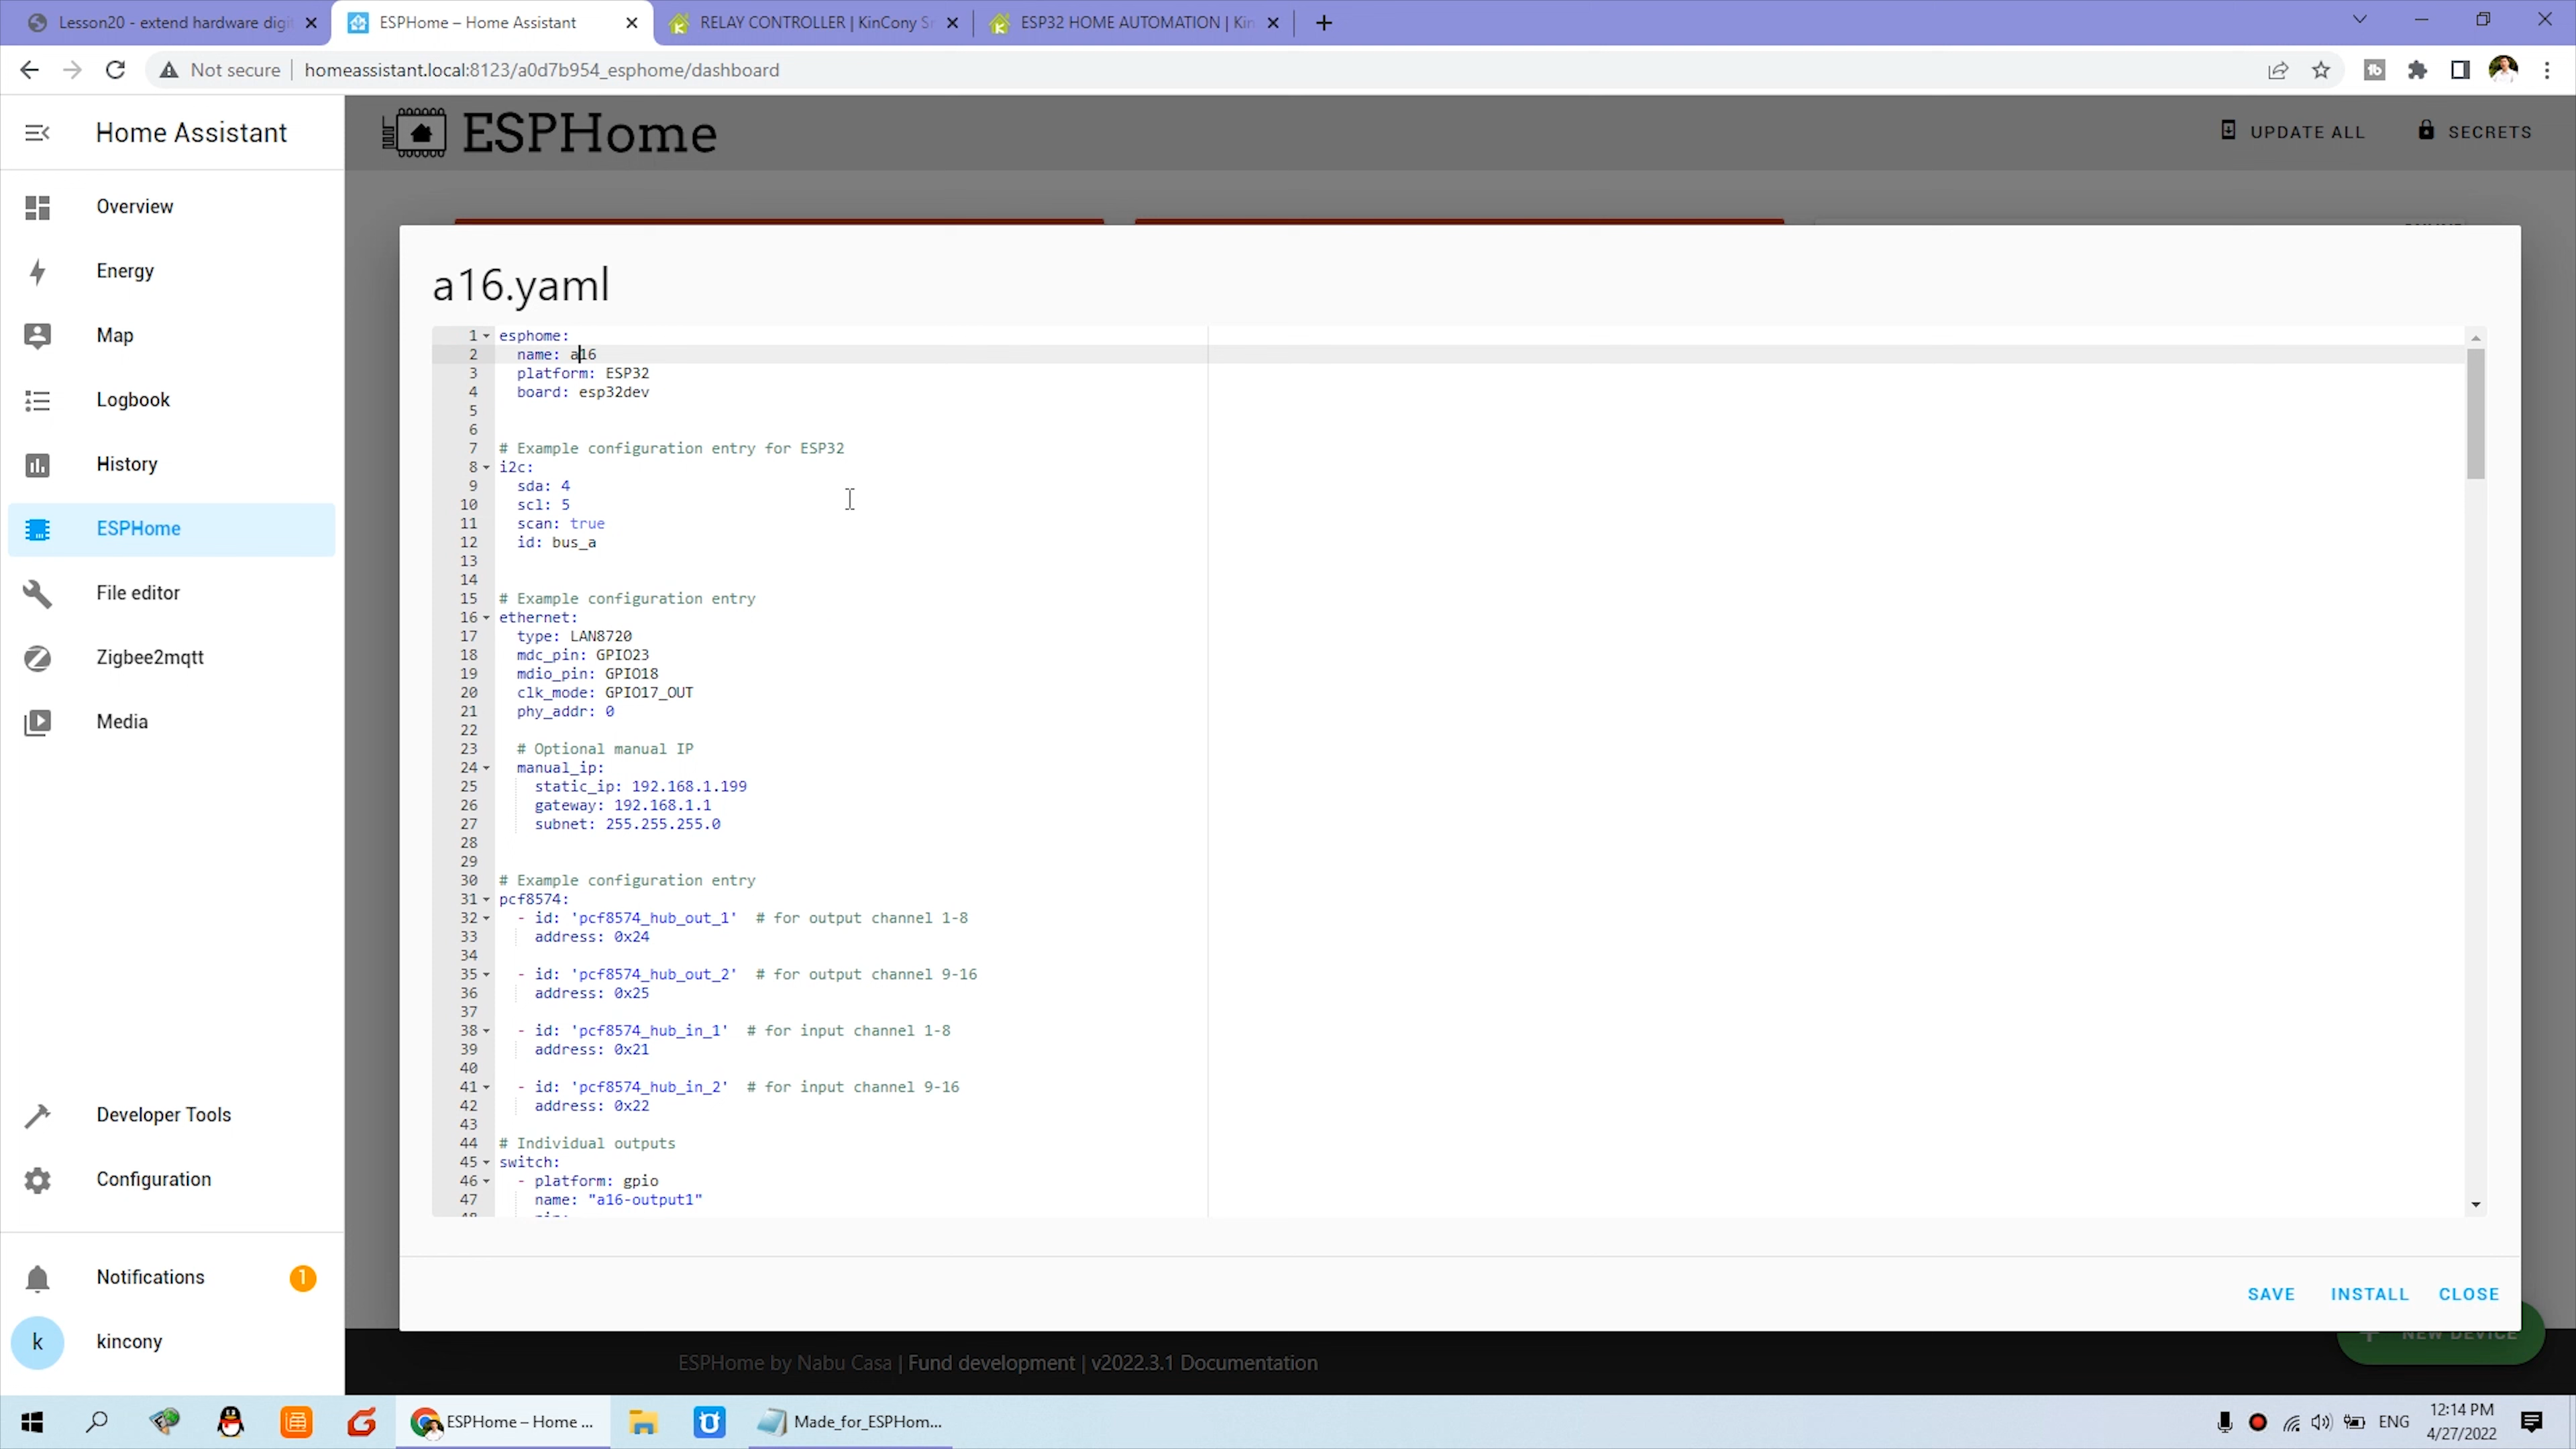 Lesson20 - extend hardware digi
ESPHome – Home Assistant
RELAY CONTROLLER | KinCony S
ESP32 HOME AUTOMATION | Kin
Not secure
homeassistant.local:8123/a0d7b954_esphome/dashboard
Home Assistant
ESPHome
UPDATE ALL
SECRETS
Overview
Energy
Map
Logbook
History
ESPHome
File editor
Zigbee2mqtt
Media
Developer Tools
Configuration
Notifications
1
k
kincony
a16.yaml
1 esphome:
2 name: a16
3 platform: ESP32
4 board: esp32dev
5
6
7 # Example configuration entry for ESP32
8 i2c:
9 sda: 4
10 scl: 5
11 scan: true
12 id: bus_a
13
14
15 # Example configuration entry
16 ethernet:
17 type: LAN8720
18 mdc_pin: GPIO23
19 mdio_pin: GPIO18
20 clk_mode: GPIO17_OUT
21 phy_addr: 0
22
23 # Optional manual IP
24 manual_ip:
25 static_ip: 192.168.1.199
26 gateway: 192.168.1.1
27 subnet: 255.255.255.0
28
29
30 # Example configuration entry
31 pcf8574:
32 - id: 'pcf8574_hub_out_1' # for output channel 1-8
33 address: 0x24
34
35 - id: 'pcf8574_hub_out_2' # for output channel 9-16
36 address: 0x25
37
38 - id: 'pcf8574_hub_in_1' # for input channel 1-8
39 address: 0x21
40
41 - id: 'pcf8574_hub_in_2' # for input channel 9-16
42 address: 0x22
43
44 # Individual outputs
45 switch:
46 - platform: gpio
47 name: "a16-output1"
SAVE
INSTALL
CLOSE
NEW DEVICE
ESPHome by Nabu Casa | Fund development | v2022.3.1 Documentation
ESPHome – Home ...
Made_for_ESPHom...
ENG
12:14 PM
4/27/2022